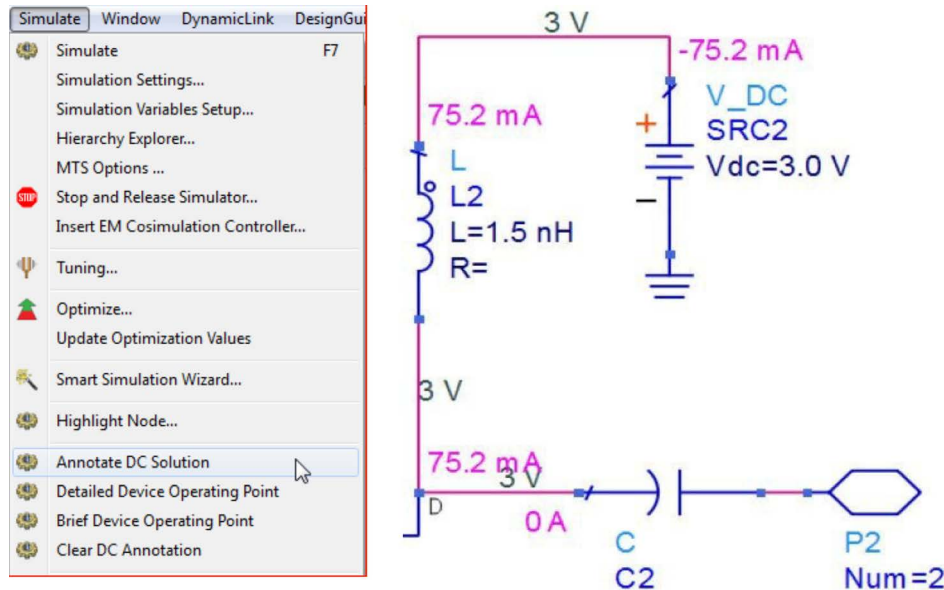 Simulate Window DynamicLink DesignGui
Simulate F7
Simulation Settings...
Simulation Variables Setup...
Hierarchy Explorer...
MTS Options ...
STOP Stop and Release Simulator...
Insert EM Cosimulation Controller...
Tuning...
Optimize...
Update Optimization Values
Smart Simulation Wizard...
Highlight Node...
Annotate DC Solution
Detailed Device Operating Point
Brief Device Operating Point
Clear DC Annotation
3 V
-75.2 mA
75.2 mA
V_DC
SRC2
Vdc=3.0 V
+
−
L
L2
L=1.5 nH
R=
3 V
75.2 mA
3 V
D
0 A
C
C2
P2
Num=2